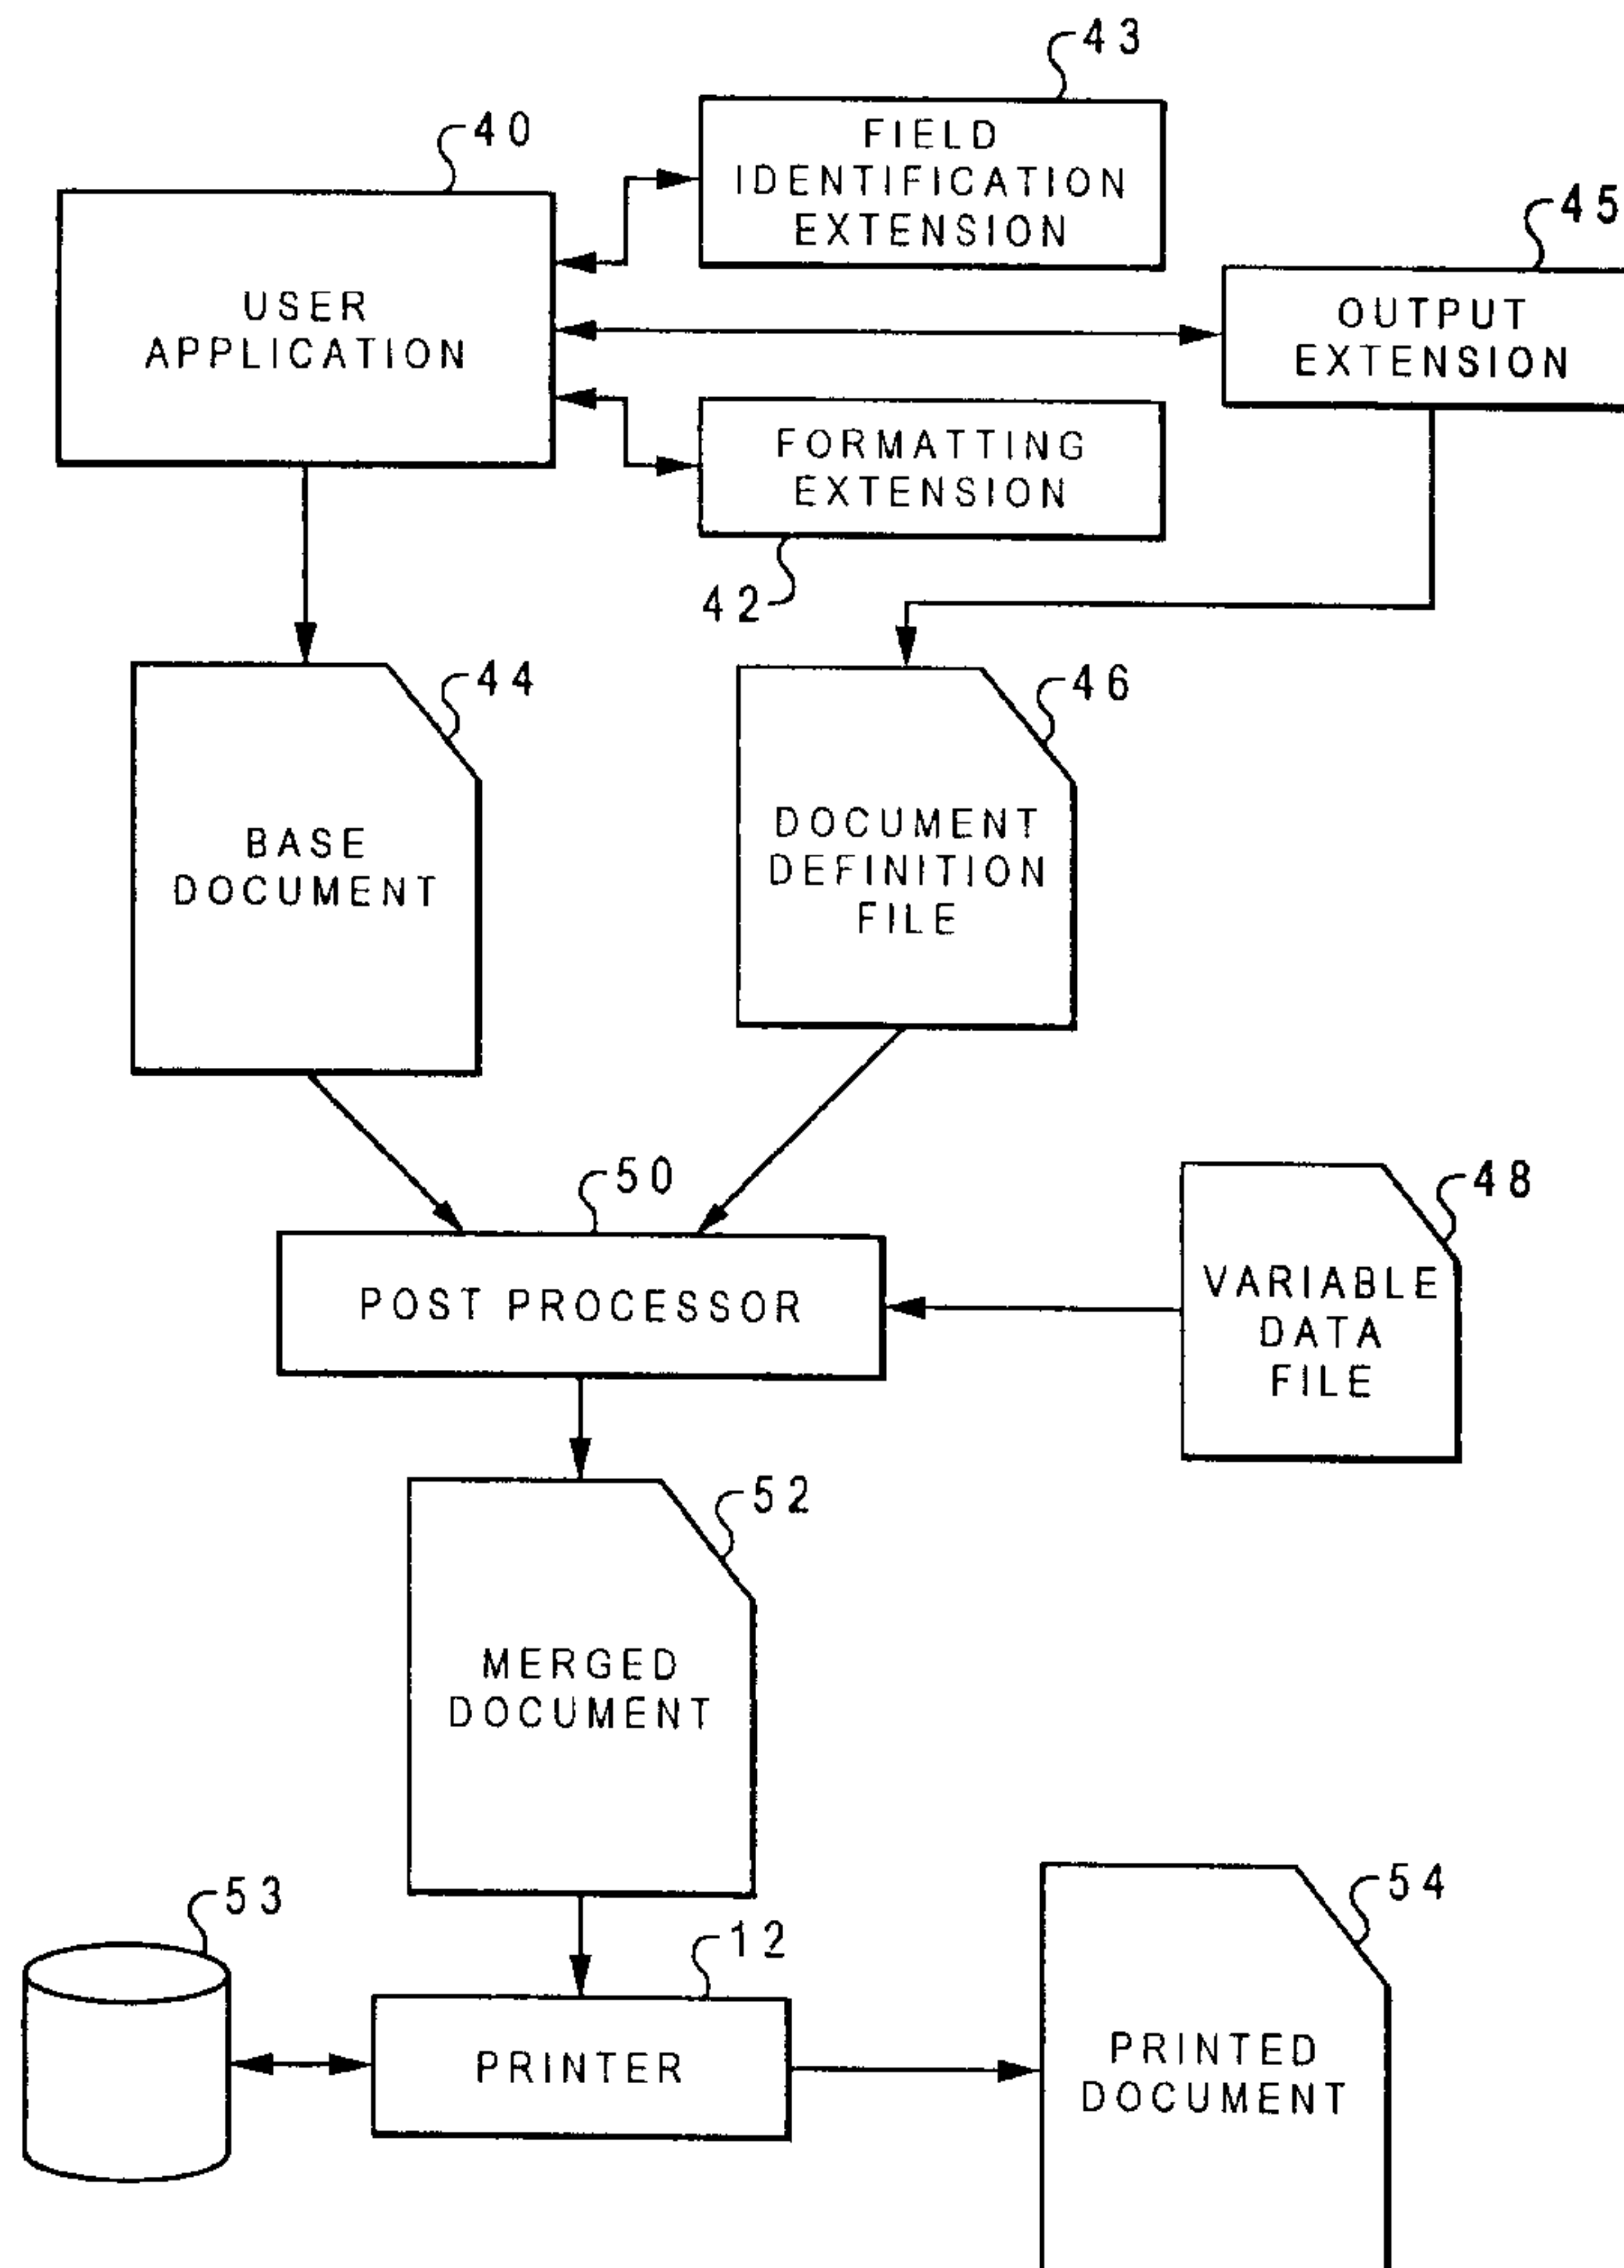 43
FIELD
IDENTIFICATION
EXTENSION
40
USER
APPLICATION
45
OUTPUT
EXTENSION
FORMATTING
EXTENSION
42
44
BASE
DOCUMENT
46
DOCUMENT
DEFINITION
FILE
50
POST PROCESSOR
48
VARIABLE
DATA
FILE
52
MERGED
DOCUMENT
53
12
PRINTER
54
PRINTED
DOCUMENT